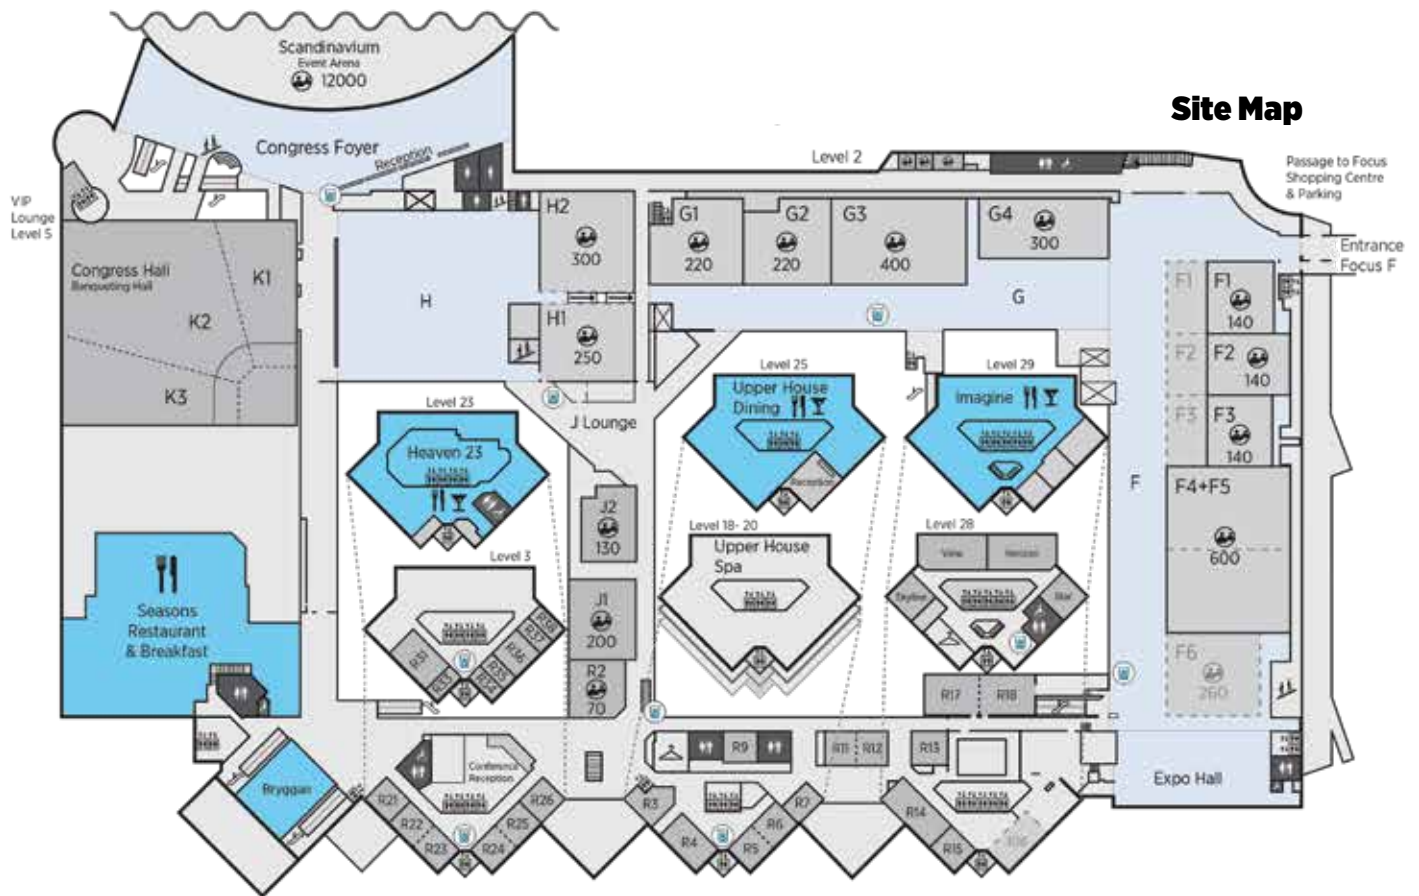 Scandinavium
Event Arena
12000
Site Map
Congress Foyer
Reception
Level 2
Passage to Focus
Shopping Centre
& Parking
VIP
Lounge
Level 5
Entrance
Focus F
H2
300
G1
220
G2
220
G3
400
G4
300
Congress Hall
Banqueting Hall
K1
K2
K3
H
H1
250
G
F1
F1
140
F2
F2
140
F3
F3
140
F
F4+F5
600
F6
260
Level 23
Heaven 23
J Lounge
Level 25
Upper House
Dining
Reception
Level 29
Imagine
J2
130
J1
200
R2
70
Level 18-20
Upper House
Spa
Level 28
View
Horizon
Skyline
Star
Level 3
R31
R33
R34
R35
R36
R37
R38
Seasons
Restaurant
& Breakfast
R17
R18
R9
R11
R12
R13
Conference
Reception
Expo Hall
Bryggan
R21
R22
R23
R24
R25
R26
R3
R4
R5
R6
R7
R14
R15